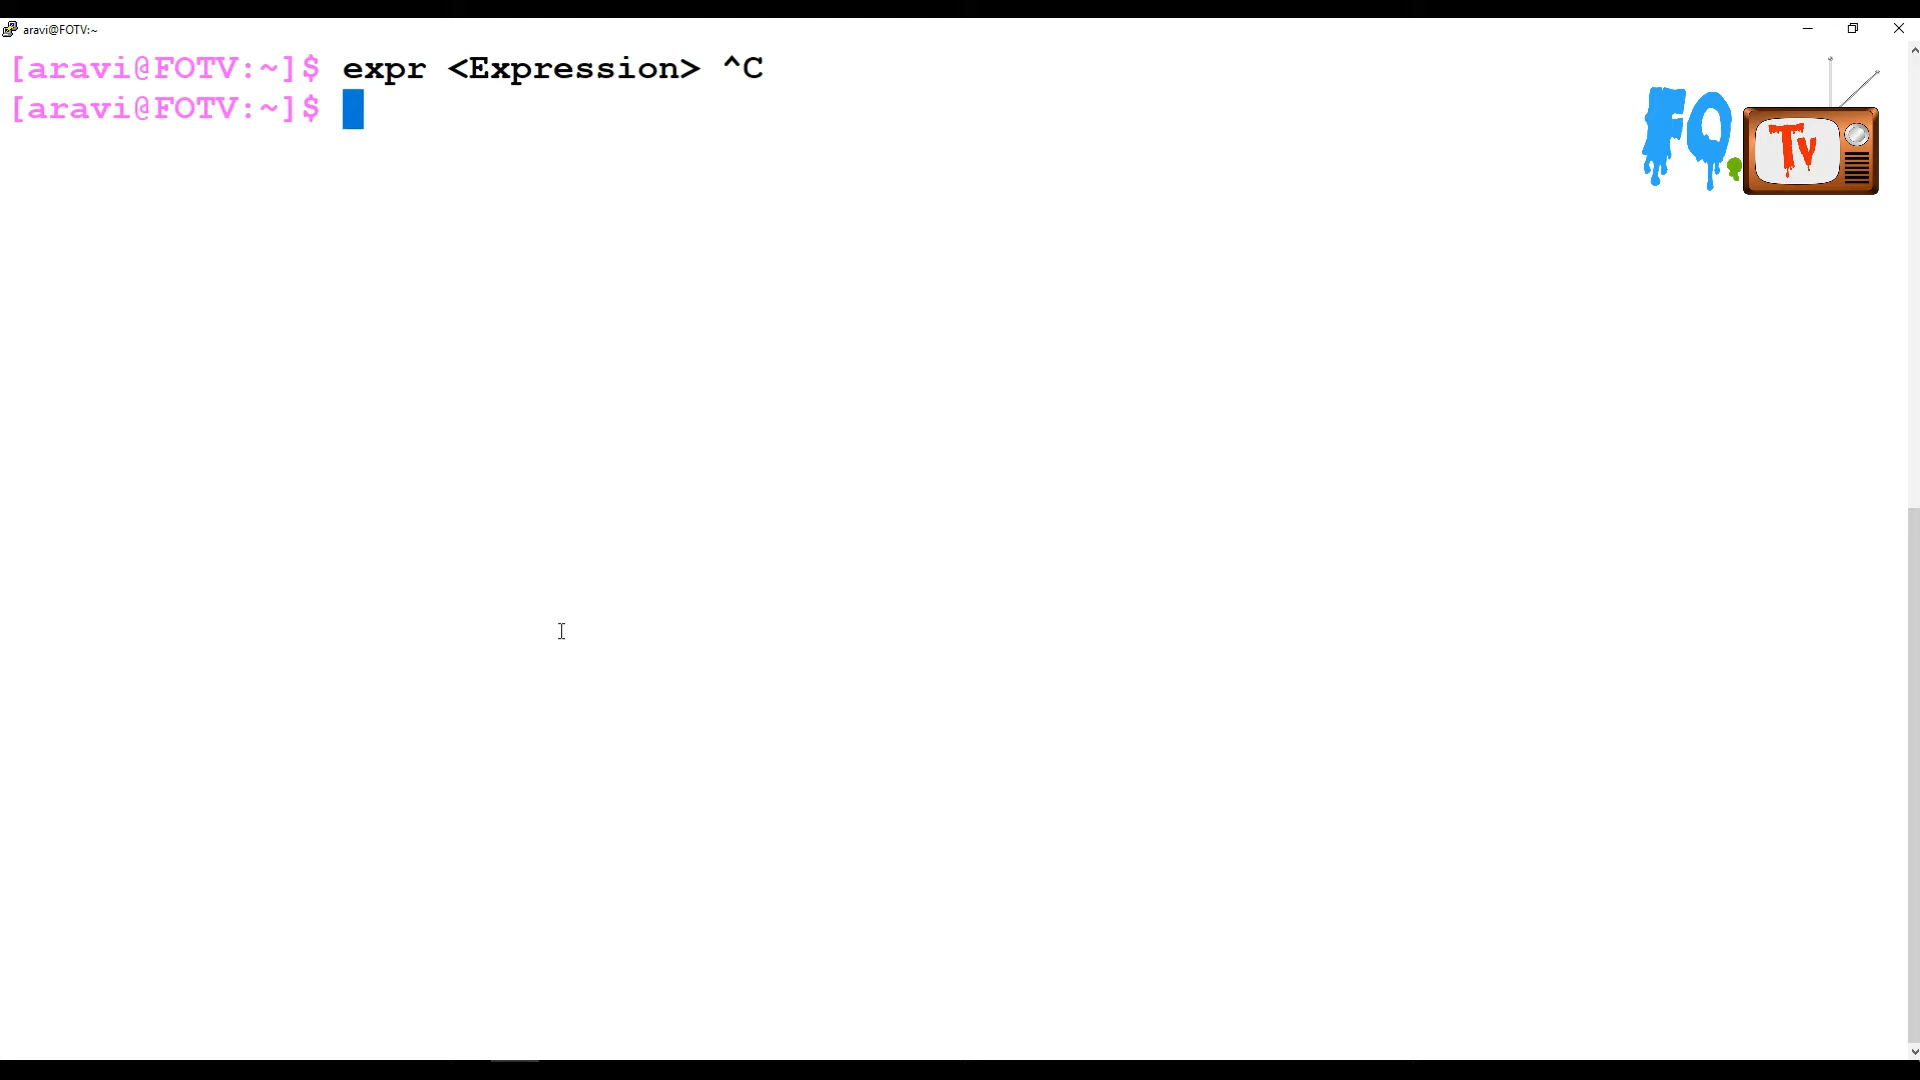 aravi@FOTV:~
[aravi@FOTV:~]$ expr <Expression> ^C
[aravi@FOTV:~]$
FO.
Tv